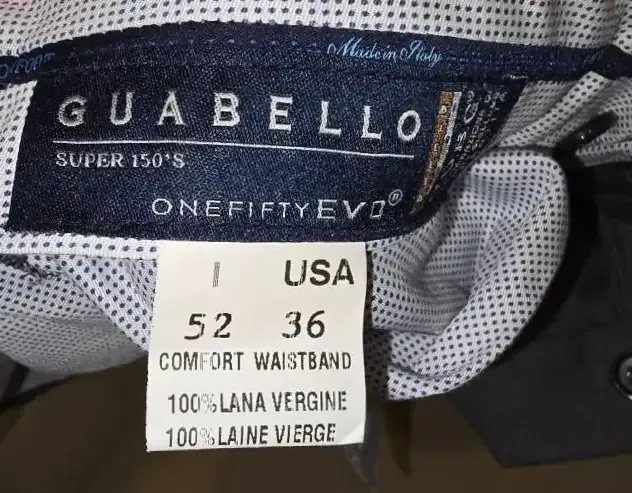 Made in Italy
GUABELLO
SUPER 150'S
ONEFIFTYEVO®
I USA
52 36
COMFORT WAISTBAND
100% LANA VERGINE
100% LAINE VIERGE